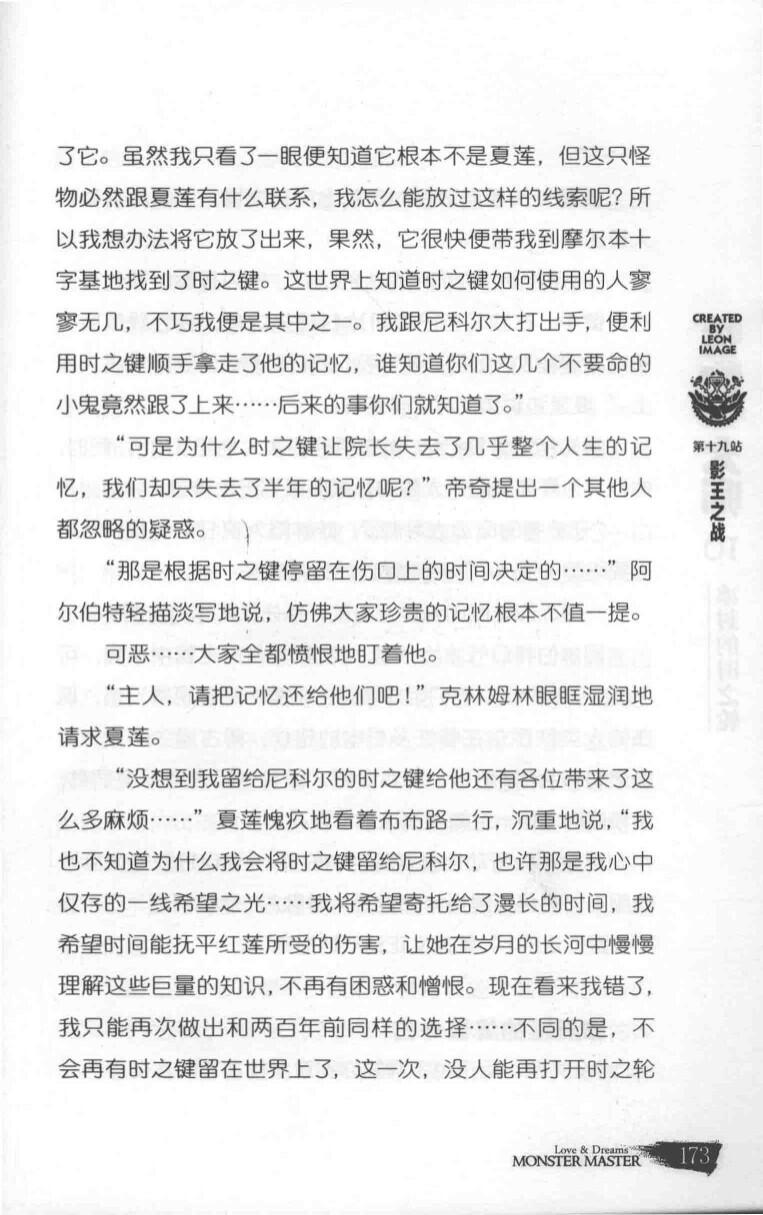 了它。虽然我只看了一眼便知道它根本不是夏莲，但这只怪
物必然跟夏莲有什么联系，我怎么能放过这样的线索呢？所
以我想办法将它放了出来，果然，它很快便带我到摩尔本十
字基地找到了时之键。这世界上知道时之键如何使用的人寥
寥无几，不巧我便是其中之一。我跟尼科尔大打出手，便利
用时之键顺手拿走了他的记忆，谁知道你们这几个不要命的
小鬼竟然跟了上来……后来的事你们就知道了。”
“可是为什么时之键让院长失去了几乎整个人生的记
忆，我们却只失去了半年的记忆呢？”帝奇提出一个其他人
都忽略的疑惑。
“那是根据时之键停留在伤口上的时间决定的……”阿
尔伯特轻描淡写地说，仿佛大家珍贵的记忆根本不值一提。
可恶……大家全都愤恨地盯着他。
“主人，请把记忆还给他们吧！”克林姆林眼眶湿润地
请求夏莲。
“没想到我留给尼科尔的时之键给他还有各位带来了这
么多麻烦……”夏莲愧疚地看着布布路一行，沉重地说，“我
也不知道为什么我会将时之键留给尼科尔，也许那是我心中
仅存的一线希望之光……我将希望寄托给了漫长的时间，我
希望时间能抚平红莲所受的伤害，让她在岁月的长河中慢慢
理解这些巨量的知识，不再有困惑和憎恨。现在看来我错了，
我只能再次做出和两百年前同样的选择……不同的是，不
会再有时之键留在世界上了，这一次，没人能再打开时之轮
CREATED
BY
LEON
IMAGE
第十九站
影王之战
Love & Dreams
MONSTER MASTER
173